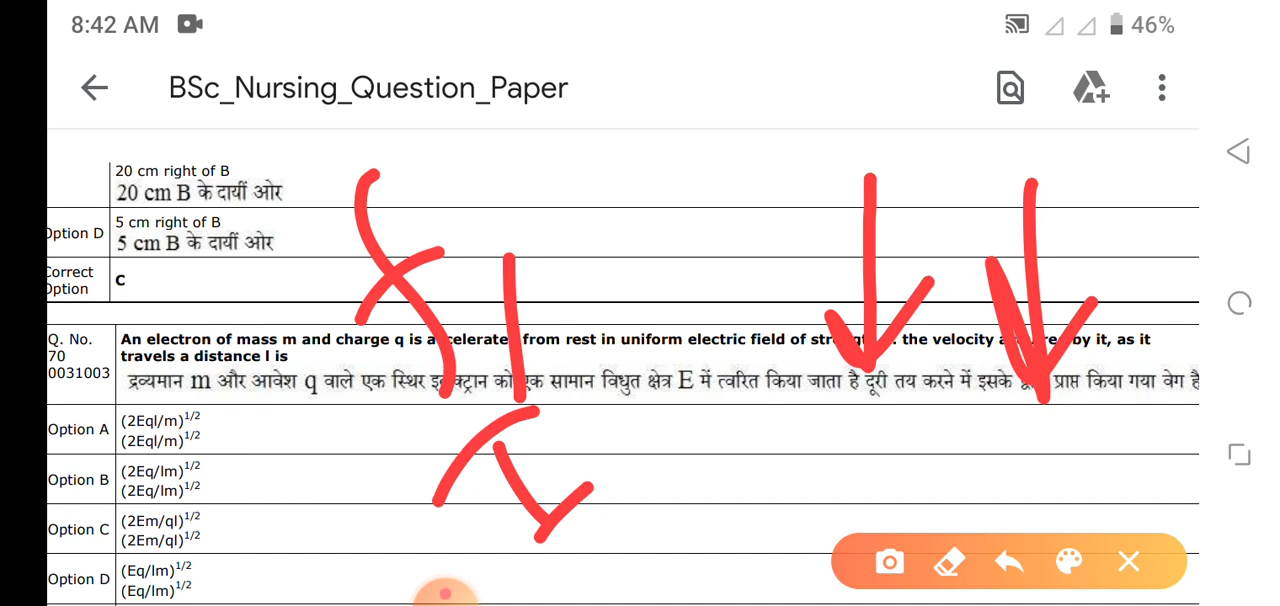 8:42 AM 46%
BSc_Nursing_Question_Paper
20 cm right of B
20 cm B के दायीं ओर
Option D
5 cm right of B
5 cm B के दायीं ओर
Correct Option
C
Q. No. 70 0031003
An electron of mass m and charge q is accelerated from rest in uniform electric field of the velocity by it, as it
travels a distance l is
द्रव्यमान m और आवेश q वाले एक स्थिर को एक सामान विधुत क्षेत्र E में त्वरित किया जाता है दूरी तय करने में इसके प्राप्त किया गया वेग है
Option A
(2Eql/m)1/2
(2Eql/m)1/2
Option B
(2Eq/lm)1/2
(2Eq/lm)1/2
Option C
(2Em/ql)1/2
(2Em/ql)1/2
Option D
(Eq/lm)1/2
(Eq/lm)1/2